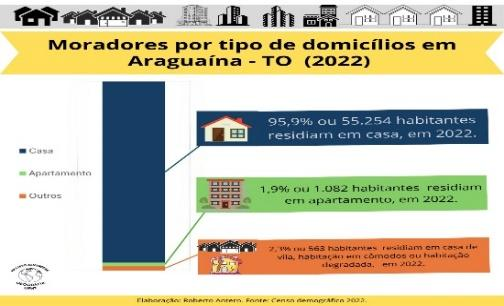 Moradores por tipo de domicílios em
Araguaína - TO (2022)
95,9% ou 55.254 habitantes
residiam em casa, em 2022.
Casa
Apartamento
Outros
1,9% ou 1.082 habitantes residiam
em apartamento, em 2022.
2,3% ou 563 habitantes residiam em casa de
vila, habitação em cômodos ou habitação
degradada, em 2022.
Elaboração: Roberto Antero. Fonte: Censo demográfico 2022.